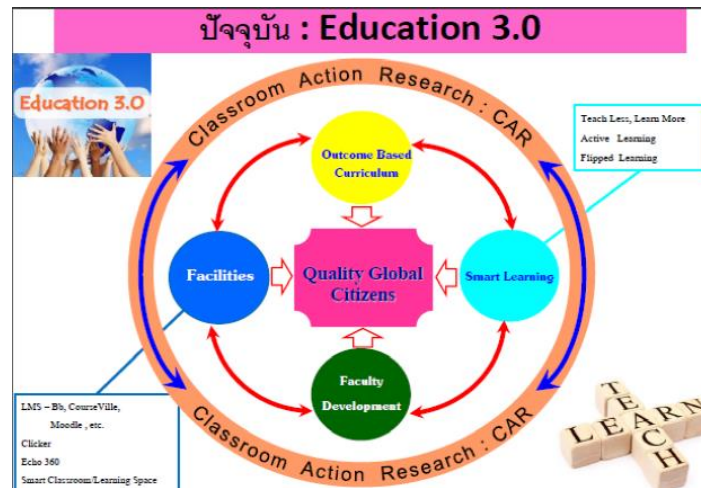 ปัจจุบัน : Education 3.0
Education 3.0
Classroom Action Research : CAR
Teach Less, Learn More
Active Learning
Flipped Learning
Outcome Based
Curriculum
Facilities
Quality Global
Citizens
Smart Learning
Faculty
Development
LMS – Bb, CourseVille,
Moodle , etc.
Clicker
Echo 360
Smart Classroom/Learning Space
Classroom Action Research : CAR
TEACH
LEARN